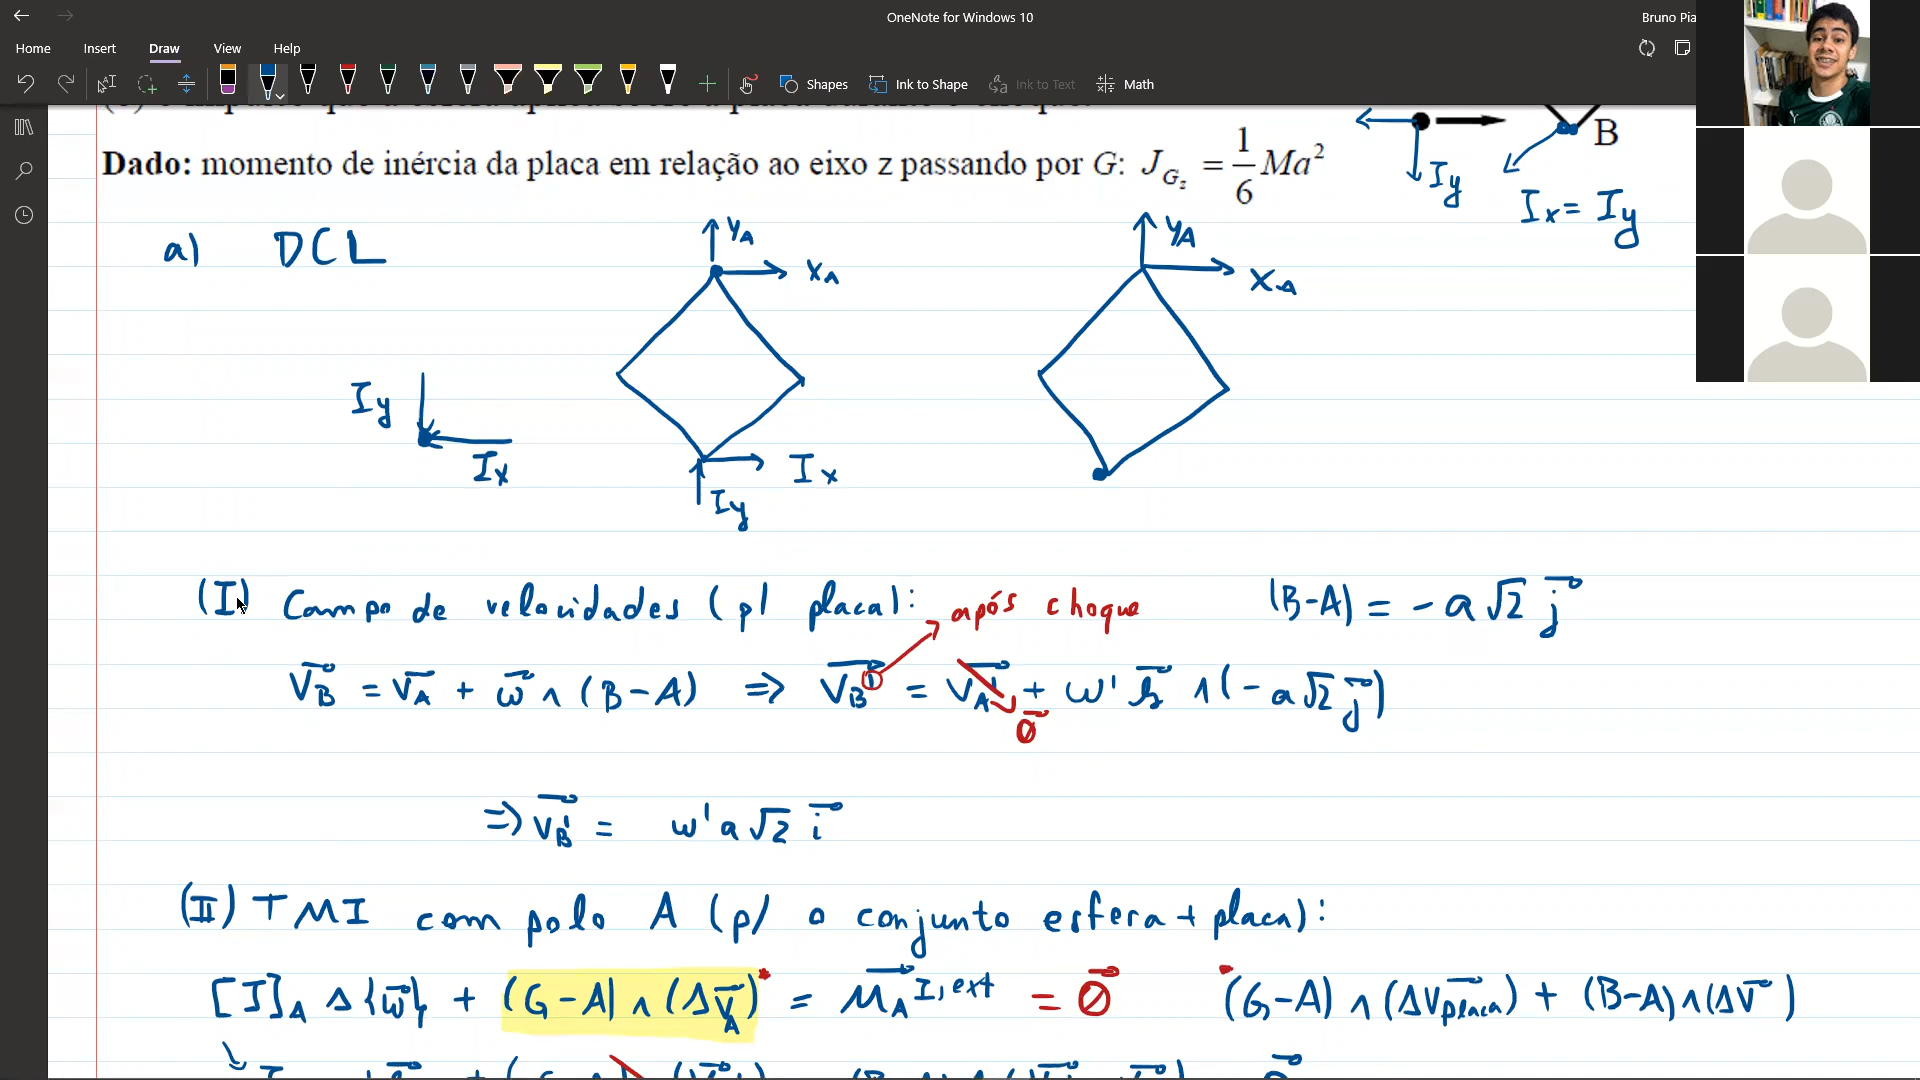 OneNote for Windows 10
Bruno Pia
Home Insert Draw View Help
Shapes Ink to Shape Ink to Text Math
Dado: momento de inércia da placa em relação ao eixo z passando por G: J_{G_z} = 1/6 Ma²
B
Iy
Ix = Iy
a) DCL
yA
xA
yA
xA
Iy
Ix
Ix
Iy
(I) Campo de velocidades (p/ placa): após choque (B-A) = -a√2 j
VB = VA + ω ∧ (B-A) => VB' = VA' + ω' k ∧ (-a√2 j)
0
=> VB' = ω' a√2 i
(II) TMI com polo A (p/ o conjunto esfera + placa):
[J]A Δ{ω} + (G-A) ∧ (ΔVA)* = MA I,ext = 0 *(G-A) ∧ (ΔVplaca) + (B-A) ∧ (ΔV)